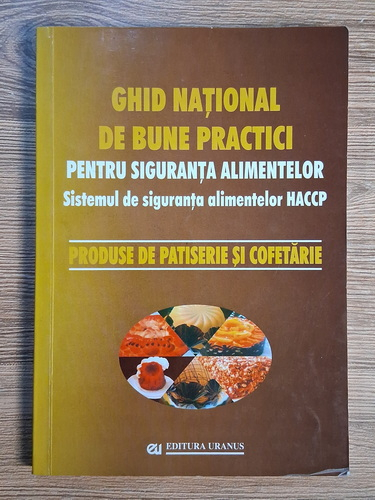 GHID NAȚIONAL
DE BUNE PRACTICI
PENTRU SIGURANȚA ALIMENTELOR
Sistemul de siguranța alimentelor HACCP
PRODUSE DE PATISERIE ȘI COFETĂRIE
eu EDITURA URANUS